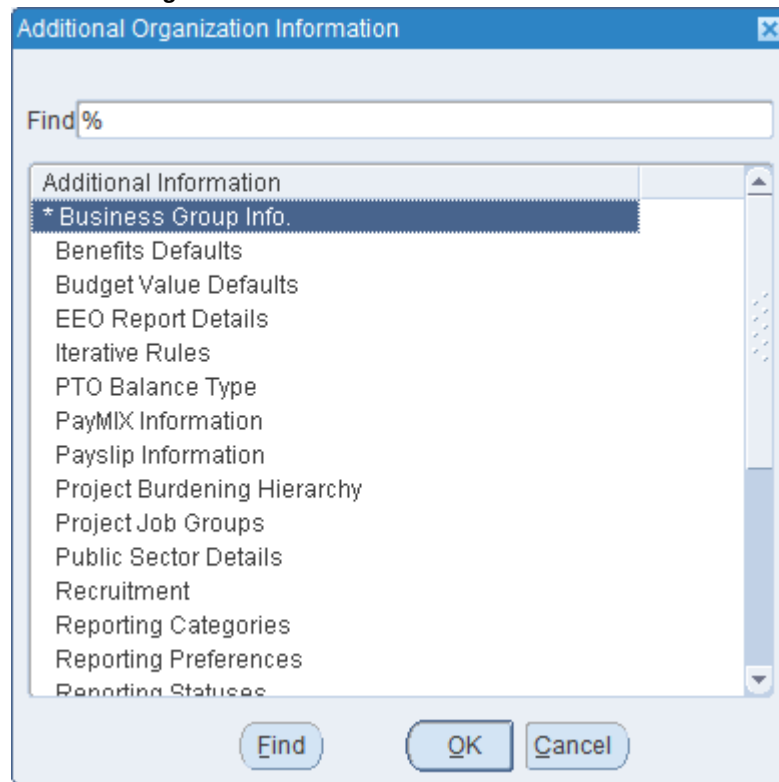 Additional Organization Information
Find %
Additional Information
* Business Group Info.
Benefits Defaults
Budget Value Defaults
EEO Report Details
Iterative Rules
PTO Balance Type
PayMIX Information
Payslip Information
Project Burdening Hierarchy
Project Job Groups
Public Sector Details
Recruitment
Reporting Categories
Reporting Preferences
Reporting Statuses
Find OK Cancel